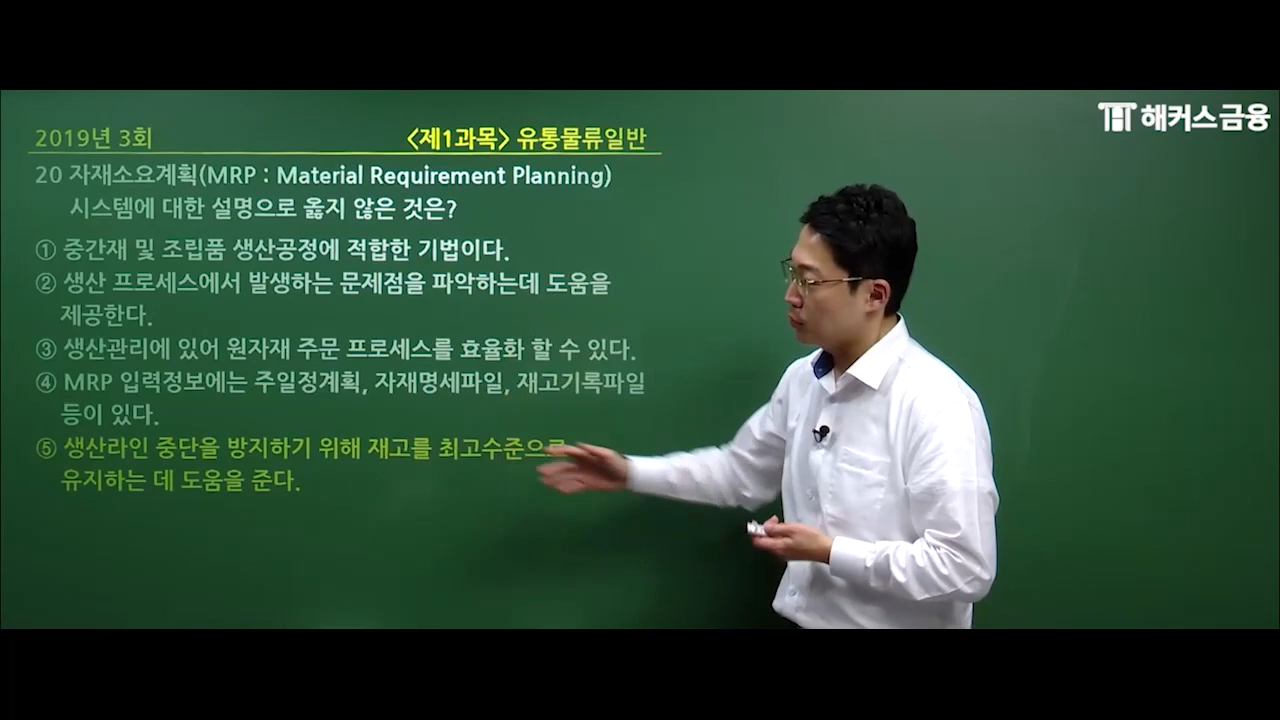 해커스금융
2019년 3회 <제1과목> 유통물류일반
20 자재소요계획(MRP : Material Requirement Planning)
시스템에 대한 설명으로 옳지 않은 것은?
① 중간재 및 조립품 생산공정에 적합한 기법이다.
② 생산 프로세스에서 발생하는 문제점을 파악하는데 도움을
제공한다.
③ 생산관리에 있어 원자재 주문 프로세스를 효율화 할 수 있다.
④ MRP 입력정보에는 주일정계획, 자재명세파일, 재고기록파일
등이 있다.
⑤ 생산라인 중단을 방지하기 위해 재고를 최고수준으로
유지하는 데 도움을 준다.